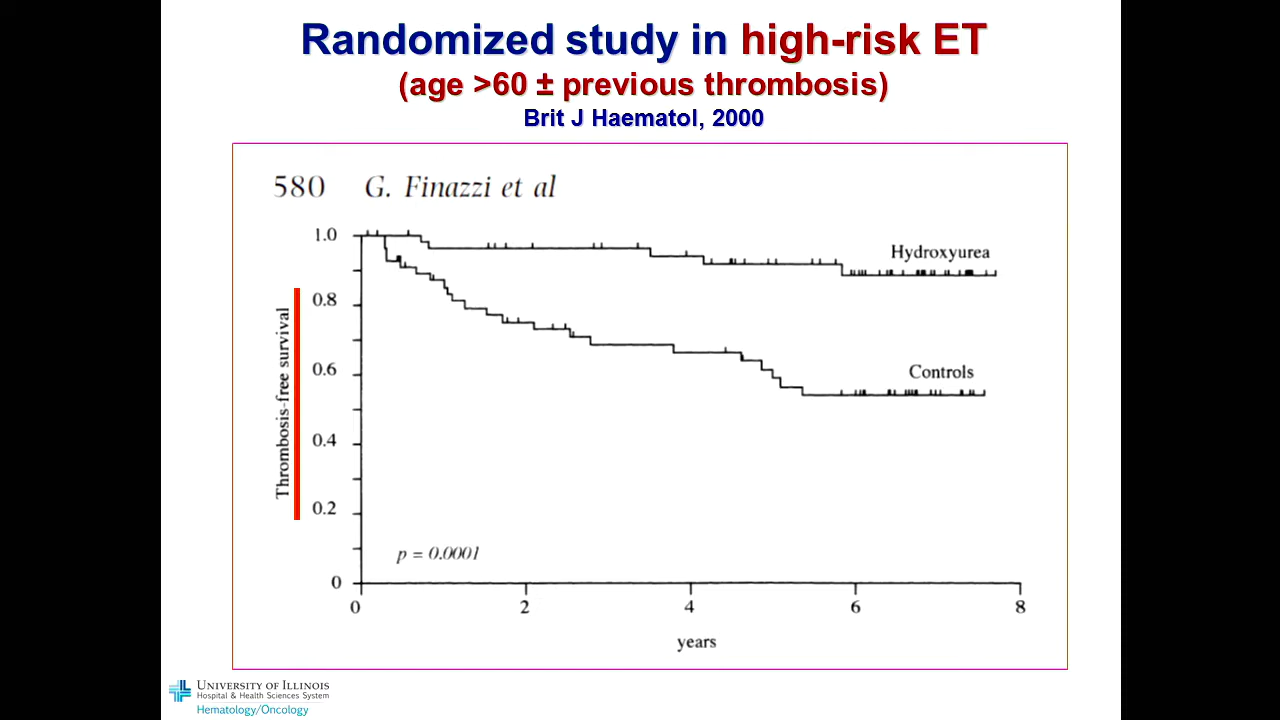 Randomized study in high-risk ET
(age >60 ± previous thrombosis)
Brit J Haematol, 2000
580 G. Finazzi et al
1.0
0.8
0.6
0.4
0.2
0
Thrombosis-free survival
Hydroxyurea
Controls
p = 0.0001
0 2 4 6 8
years
UNIVERSITY OF ILLINOIS
Hospital & Health Sciences System
Hematology/Oncology